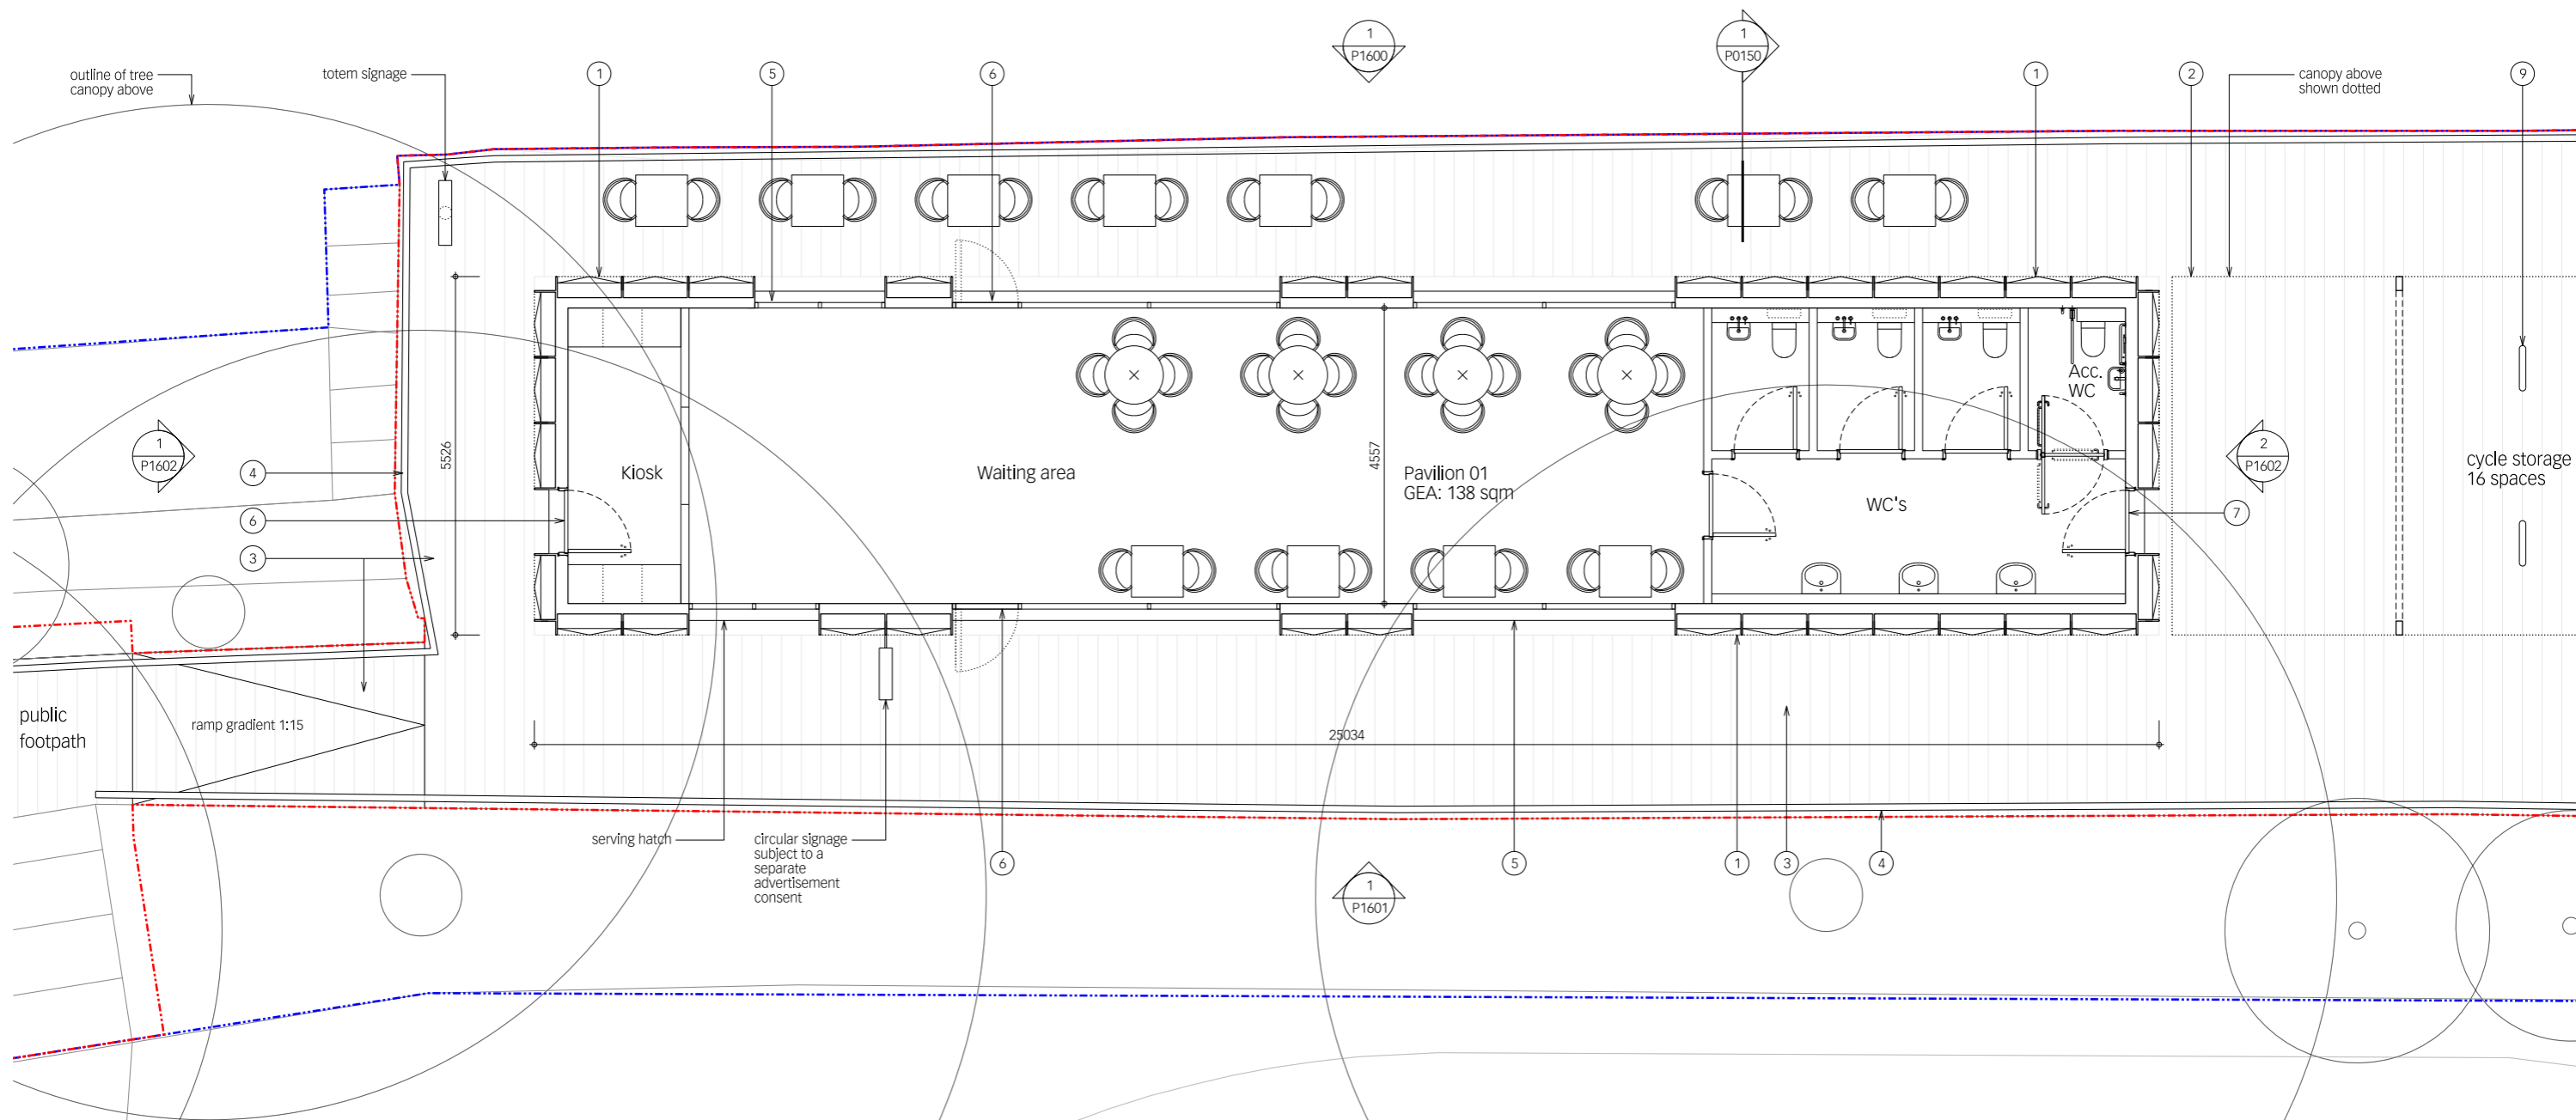 1
P1600
1
P0150
outline of tree
canopy above
totem signage
1
5
6
1
2
canopy above
shown dotted
9
5526
4557
1
P1602
4
6
3
Kiosk
Waiting area
Pavilion 01
GEA: 138 sqm
Acc.
WC
WC's
2
P1602
7
cycle storage
16 spaces
public
footpath
ramp gradient 1:15
25034
serving hatch
circular signage
subject to a
separate
advertisement
consent
6
5
1
3
4
1
P1601